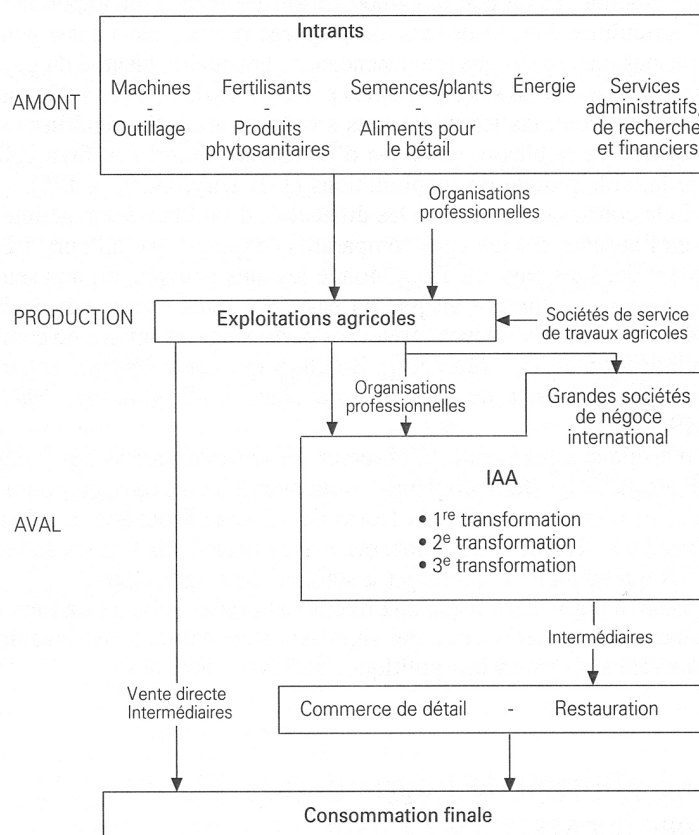 Intrants
AMONT
Machines
-
Outillage
Fertilisants
-
Produits
phytosanitaires
Semences/plants
-
Aliments pour
le bétail
Énergie
Services
administratifs,
de recherche
et financiers
Organisations
professionnelles
PRODUCTION
Exploitations agricoles
Sociétés de service
de travaux agricoles
Organisations
professionnelles
Grandes sociétés
de négoce
international
AVAL
IAA
• 1re transformation
• 2e transformation
• 3e transformation
Intermédiaires
Vente directe
Intermédiaires
Commerce de détail - Restauration
Consommation finale